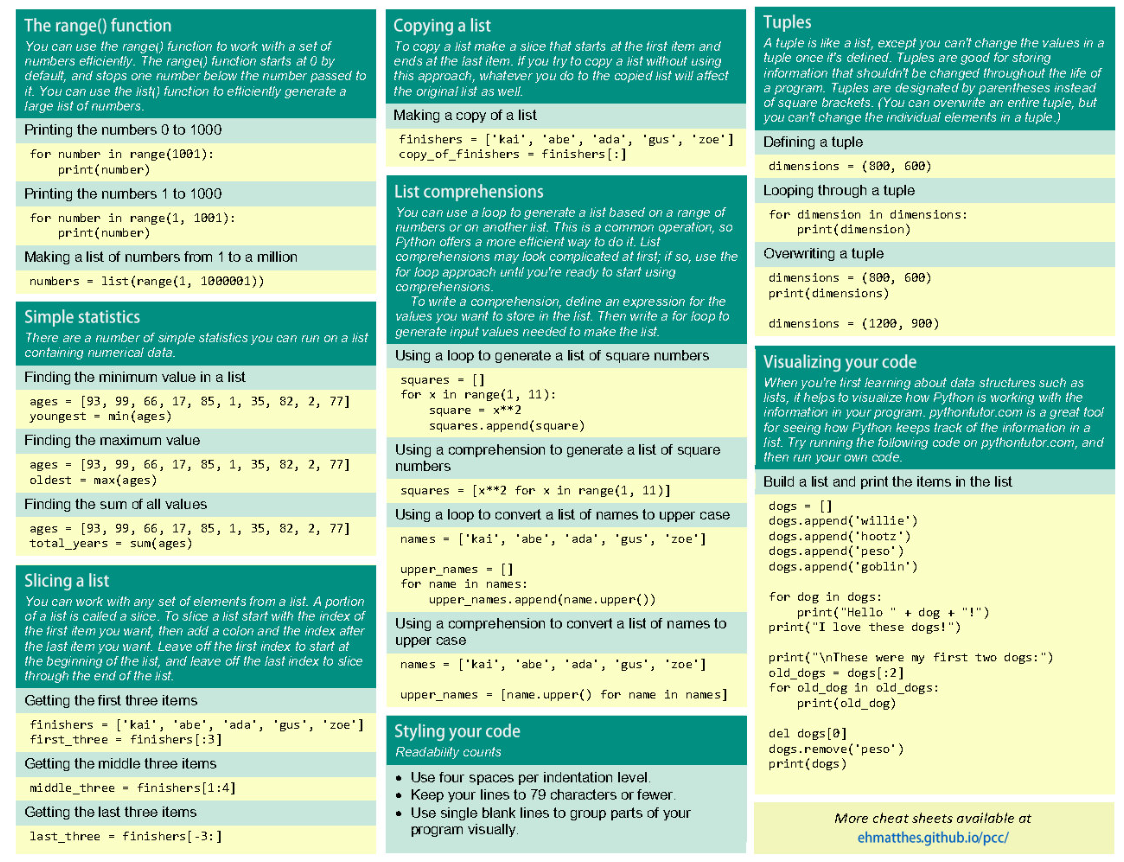 The range() function
You can use the range() function to work with a set of
numbers efficiently. The range() function starts at 0 by
default, and stops one number below the number passed to
it. You can use the list() function to efficiently generate a
large list of numbers.
Printing the numbers 0 to 1000
for number in range(1001):
    print(number)
Printing the numbers 1 to 1000
for number in range(1, 1001):
    print(number)
Making a list of numbers from 1 to a million
numbers = list(range(1, 1000001))
Simple statistics
There are a number of simple statistics you can run on a list
containing numerical data.
Finding the minimum value in a list
ages = [93, 99, 66, 17, 85, 1, 35, 82, 2, 77]
youngest = min(ages)
Finding the maximum value
ages = [93, 99, 66, 17, 85, 1, 35, 82, 2, 77]
oldest = max(ages)
Finding the sum of all values
ages = [93, 99, 66, 17, 85, 1, 35, 82, 2, 77]
total_years = sum(ages)
Slicing a list
You can work with any set of elements from a list. A portion
of a list is called a slice. To slice a list start with the index of
the first item you want, then add a colon and the index after
the last item you want. Leave off the first index to start at
the beginning of the list, and leave off the last index to slice
through the end of the list.
Getting the first three items
finishers = ['kai', 'abe', 'ada', 'gus', 'zoe']
first_three = finishers[:3]
Getting the middle three items
middle_three = finishers[1:4]
Getting the last three items
last_three = finishers[-3:]
Copying a list
To copy a list make a slice that starts at the first item and
ends at the last item. If you try to copy a list without using
this approach, whatever you do to the copied list will affect
the original list as well.
Making a copy of a list
finishers = ['kai', 'abe', 'ada', 'gus', 'zoe']
copy_of_finishers = finishers[:]
List comprehensions
You can use a loop to generate a list based on a range of
numbers or on another list. This is a common operation, so
Python offers a more efficient way to do it. List
comprehensions may look complicated at first; if so, use the
for loop approach until you're ready to start using
comprehensions.
    To write a comprehension, define an expression for the
values you want to store in the list. Then write a for loop to
generate input values needed to make the list.
Using a loop to generate a list of square numbers
squares = []
for x in range(1, 11):
    square = x**2
    squares.append(square)
Using a comprehension to generate a list of square
numbers
squares = [x**2 for x in range(1, 11)]
Using a loop to convert a list of names to upper case
names = ['kai', 'abe', 'ada', 'gus', 'zoe']
upper_names = []
for name in names:
    upper_names.append(name.upper())
Using a comprehension to convert a list of names to
upper case
names = ['kai', 'abe', 'ada', 'gus', 'zoe']
upper_names = [name.upper() for name in names]
Styling your code
Readability counts
• Use four spaces per indentation level.
• Keep your lines to 79 characters or fewer.
• Use single blank lines to group parts of your
program visually.
Tuples
A tuple is like a list, except you can't change the values in a
tuple once it's defined. Tuples are good for storing
information that shouldn't be changed throughout the life of
a program. Tuples are designated by parentheses instead
of square brackets. (You can overwrite an entire tuple, but
you can't change the individual elements in a tuple.)
Defining a tuple
dimensions = (800, 600)
Looping through a tuple
for dimension in dimensions:
    print(dimension)
Overwriting a tuple
dimensions = (800, 600)
print(dimensions)
dimensions = (1200, 900)
Visualizing your code
When you're first learning about data structures such as
lists, it helps to visualize how Python is working with the
information in your program. pythontutor.com is a great tool
for seeing how Python keeps track of the information in a
list. Try running the following code on pythontutor.com, and
then run your own code.
Build a list and print the items in the list
dogs = []
dogs.append('willie')
dogs.append('hootz')
dogs.append('peso')
dogs.append('goblin')
for dog in dogs:
    print("Hello " + dog + "!")
print("I love these dogs!")
print("\nThese were my first two dogs:")
old_dogs = dogs[:2]
for old_dog in old_dogs:
    print(old_dog)
del dogs[0]
dogs.remove('peso')
print(dogs)
More cheat sheets available at
ehmatthes.github.io/pcc/